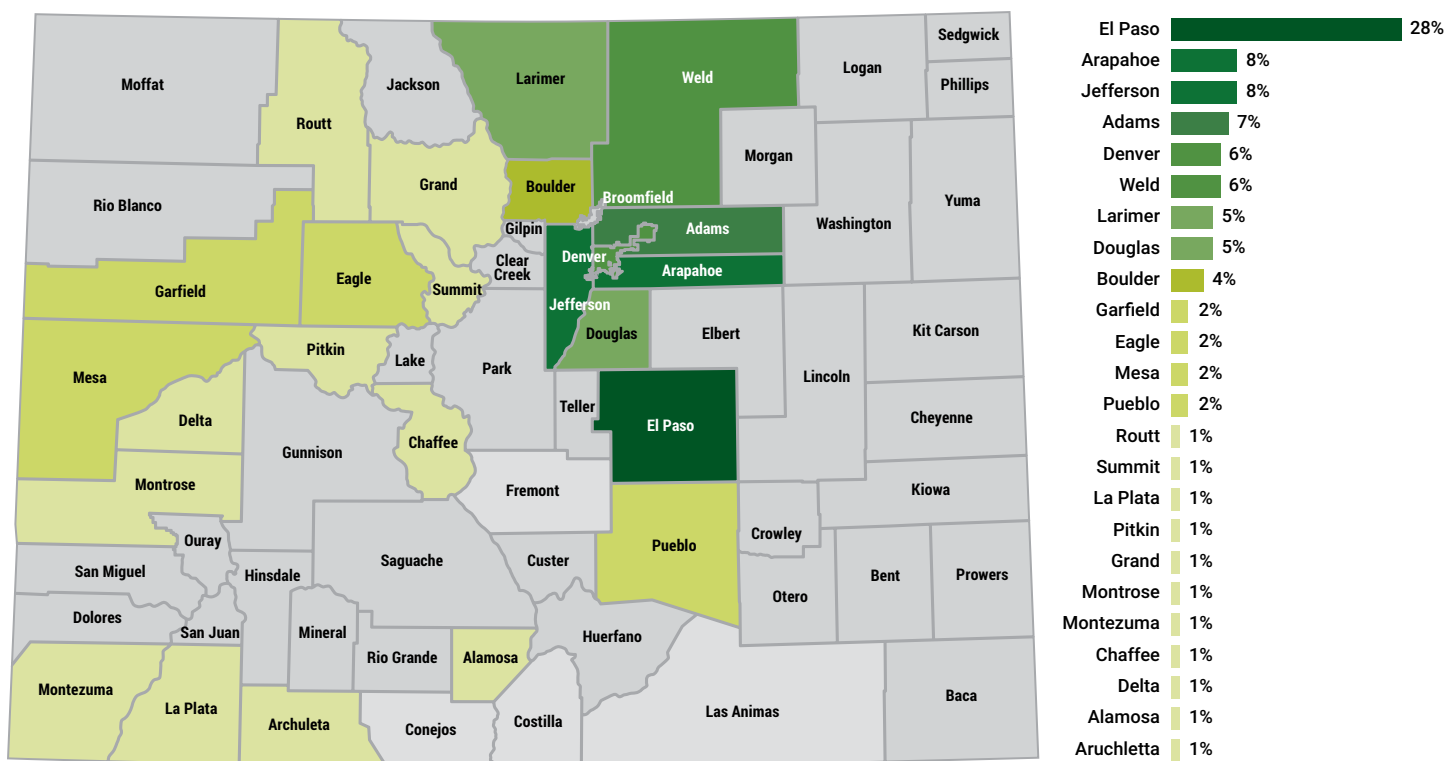 Moffat
Routt
Jackson
Larimer
Weld
Logan
Sedgwick
Phillips
Morgan
Grand
Boulder
Rio Blanco
Broomfield
Yuma
Washington
Gilpin
Adams
Clear
Creek
Denver
Arapahoe
Garfield
Eagle
Summit
Jefferson
Douglas
Elbert
Kit Carson
Pitkin
Lake
Park
Mesa
Lincoln
Teller
Delta
El Paso
Cheyenne
Chaffee
Gunnison
Montrose
Fremont
Kiowa
Ouray
Crowley
Pueblo
Saguache
Custer
San Miguel
Hinsdale
Bent
Prowers
Otero
Dolores
San Juan
Mineral
Huerfano
Rio Grande
Alamosa
Montezuma
La Plata
Archuleta
Conejos
Costilla
Las Animas
Baca
El Paso 28%
Arapahoe 8%
Jefferson 8%
Adams 7%
Denver 6%
Weld 6%
Larimer 5%
Douglas 5%
Boulder 4%
Garfield 2%
Eagle 2%
Mesa 2%
Pueblo 2%
Routt 1%
Summit 1%
La Plata 1%
Pitkin 1%
Grand 1%
Montrose 1%
Montezuma 1%
Chaffee 1%
Delta 1%
Alamosa 1%
Aruchletta 1%